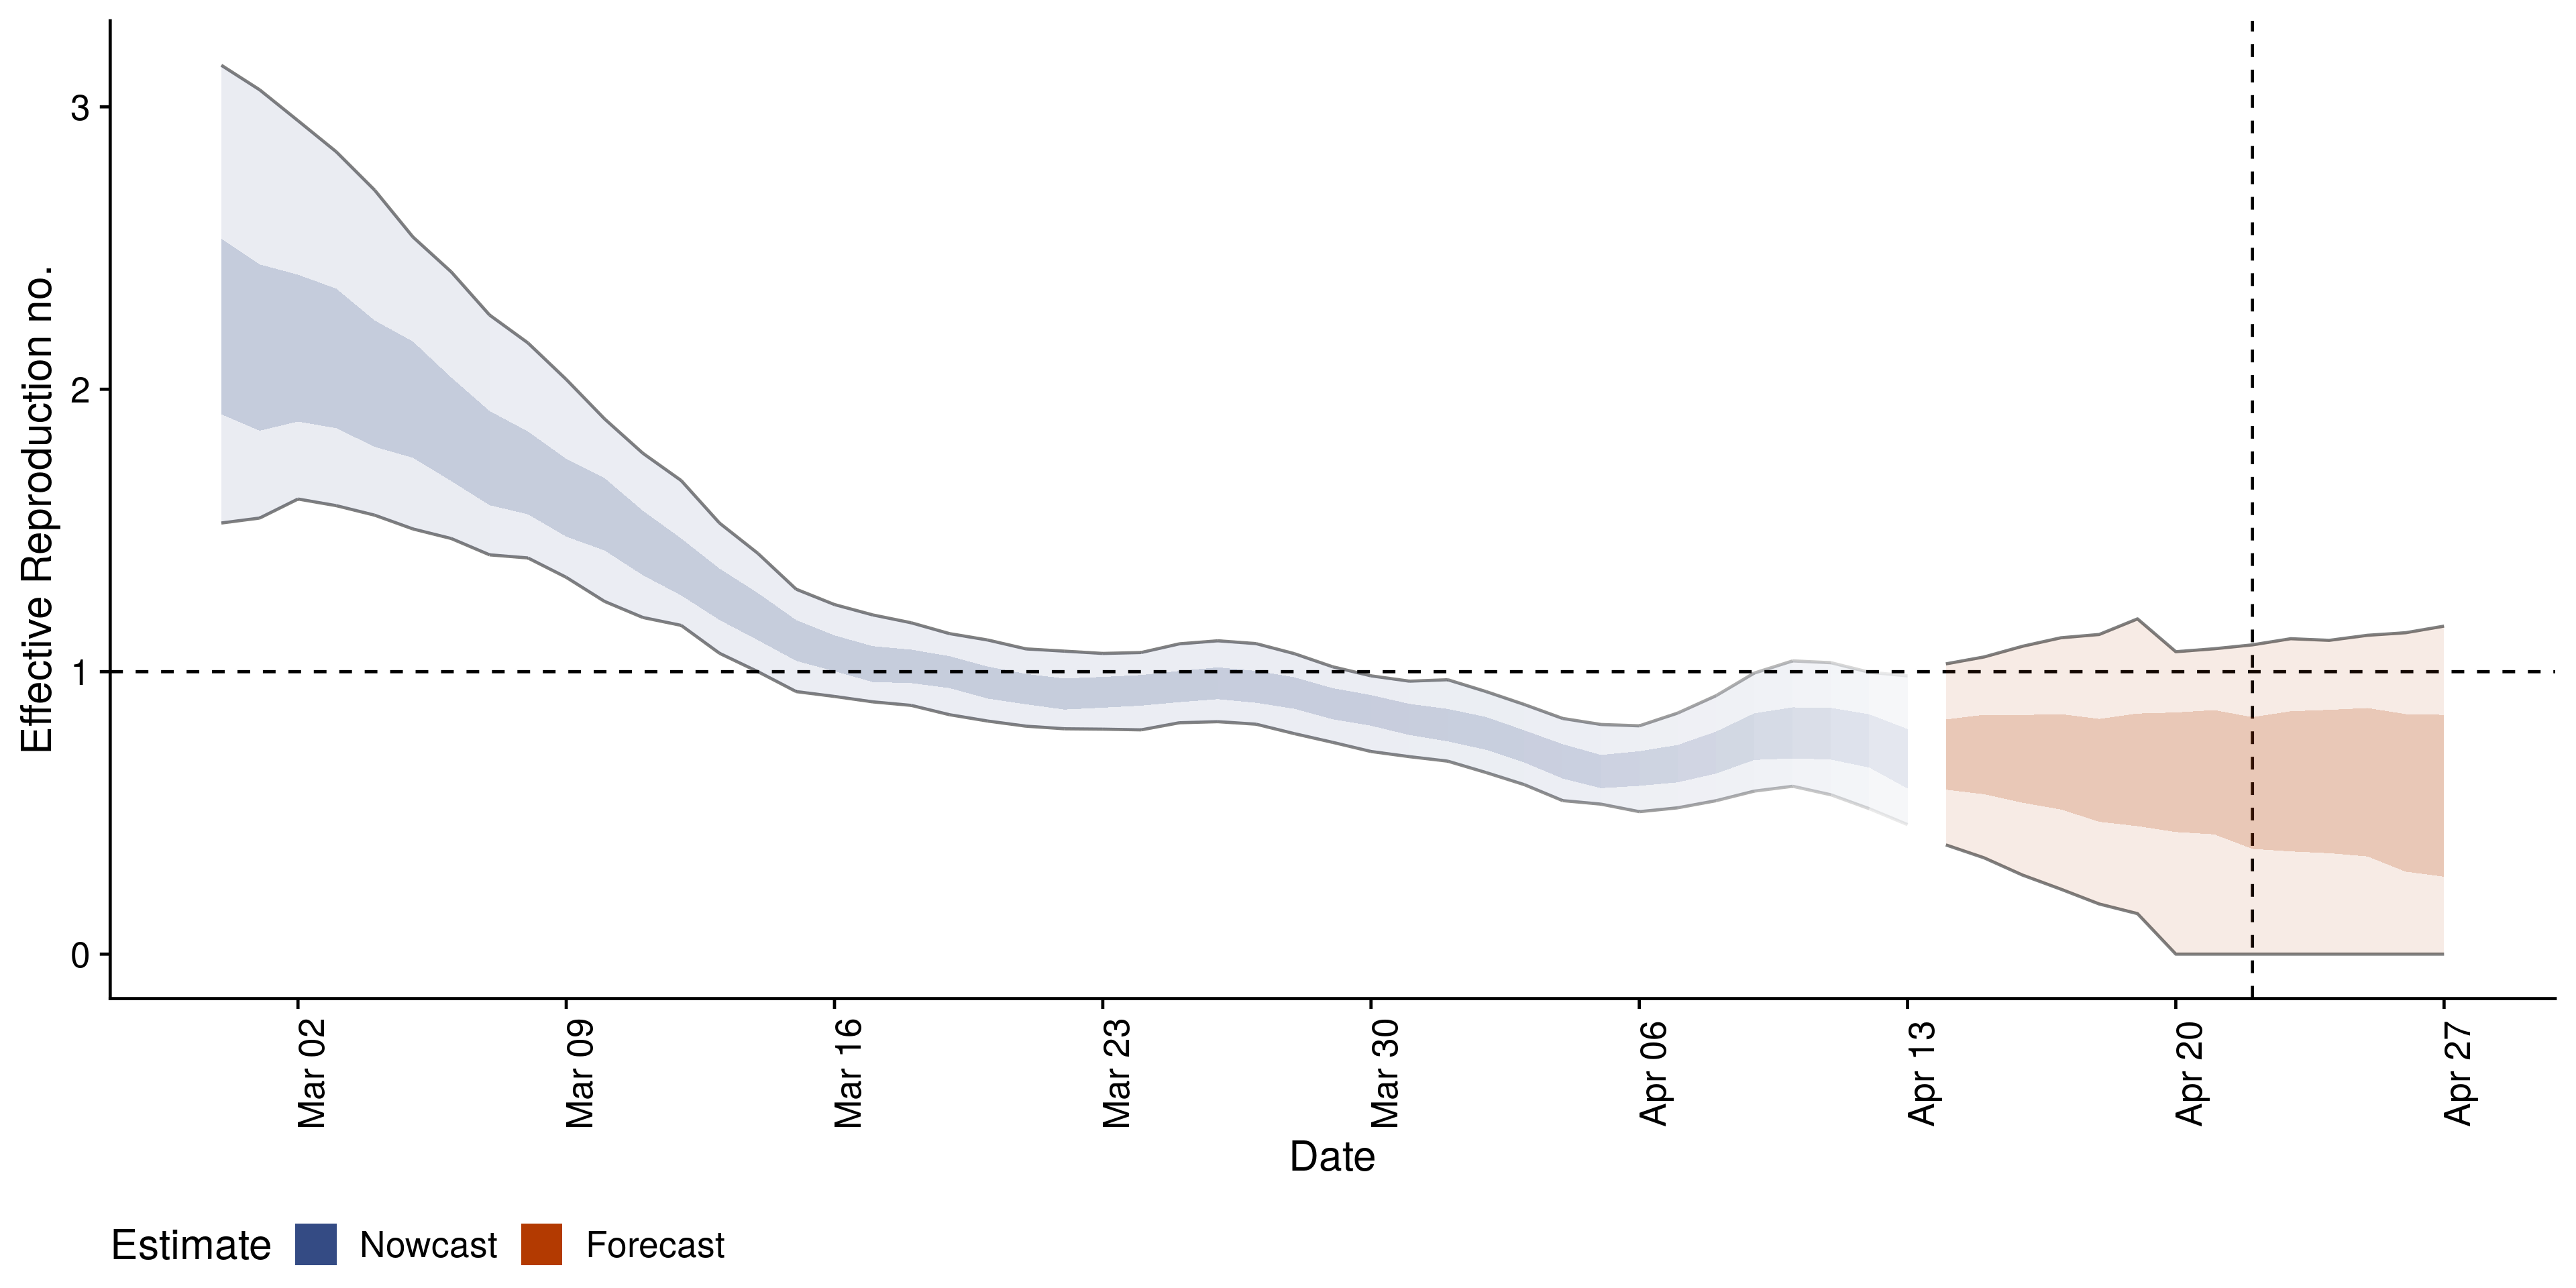 Effective Reproduction no.
3
2
1
0
Mar 02
Mar 09
Mar 16
Mar 23
Mar 30
Apr 06
Apr 13
Apr 20
Apr 27
Date
Estimate Nowcast Forecast